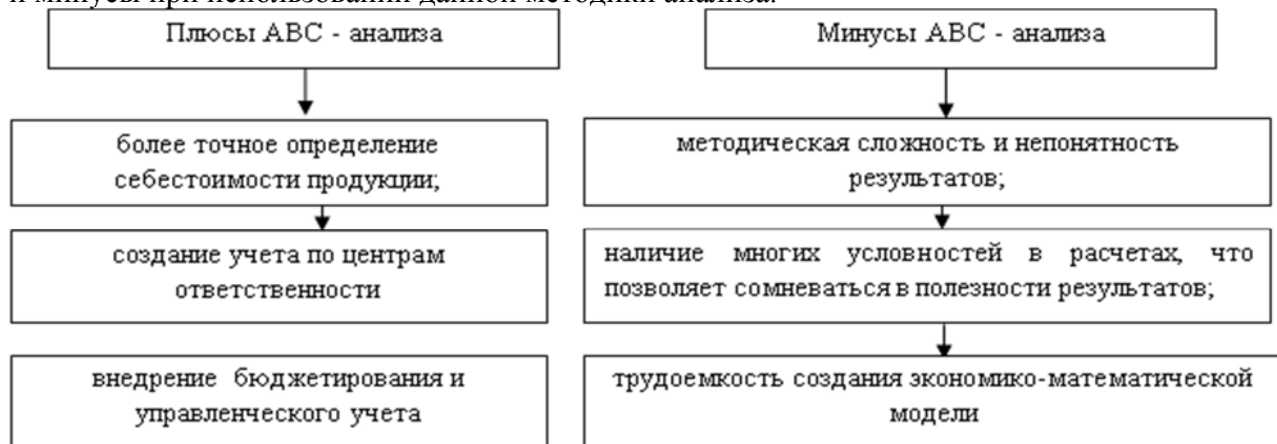 и минусы при использовании данной методики анализа.
Плюсы АВС - анализа
более точное определение
себестоимости продукции;
создание учета по центрам
ответственности
внедрение бюджетирования и
управленческого учета
Минусы АВС - анализа
методическая сложность и непонятность
результатов;
наличие многих условностей в расчетах, что
позволяет сомневаться в полезности результатов;
трудоемкость создания экономико-математической
модели